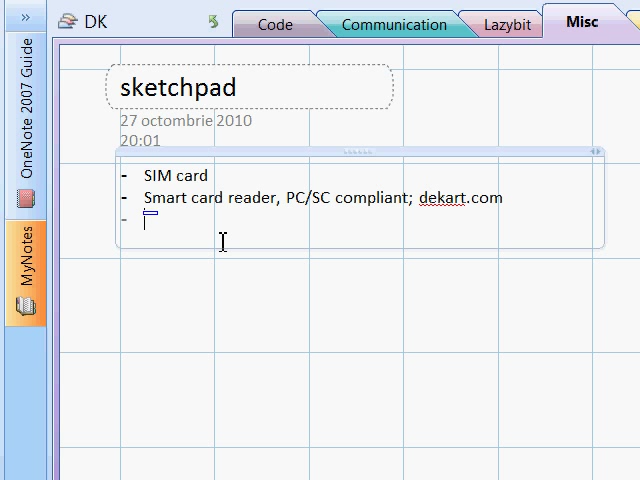 »
DK
Code
Communication
Lazybit
Misc
OneNote 2007 Guide
MyNotes
sketchpad
27 octombrie 2010
20:01
- SIM card
- Smart card reader, PC/SC compliant; dekart.com
-